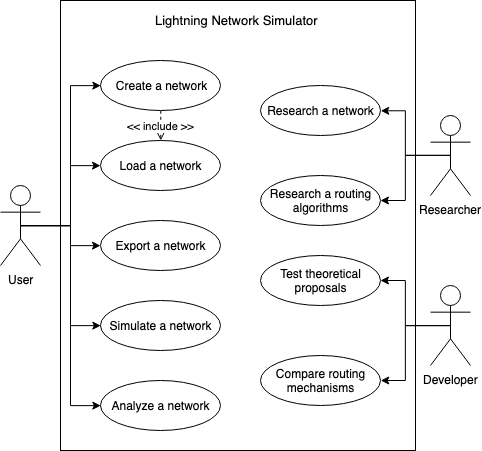 Lightning Network Simulator
Create a network
<< include >>
Load a network
Export a network
Simulate a network
Analyze a network
User
Research a network
Research a routing
algorithms
Researcher
Test theoretical
proposals
Compare routing
mechanisms
Developer